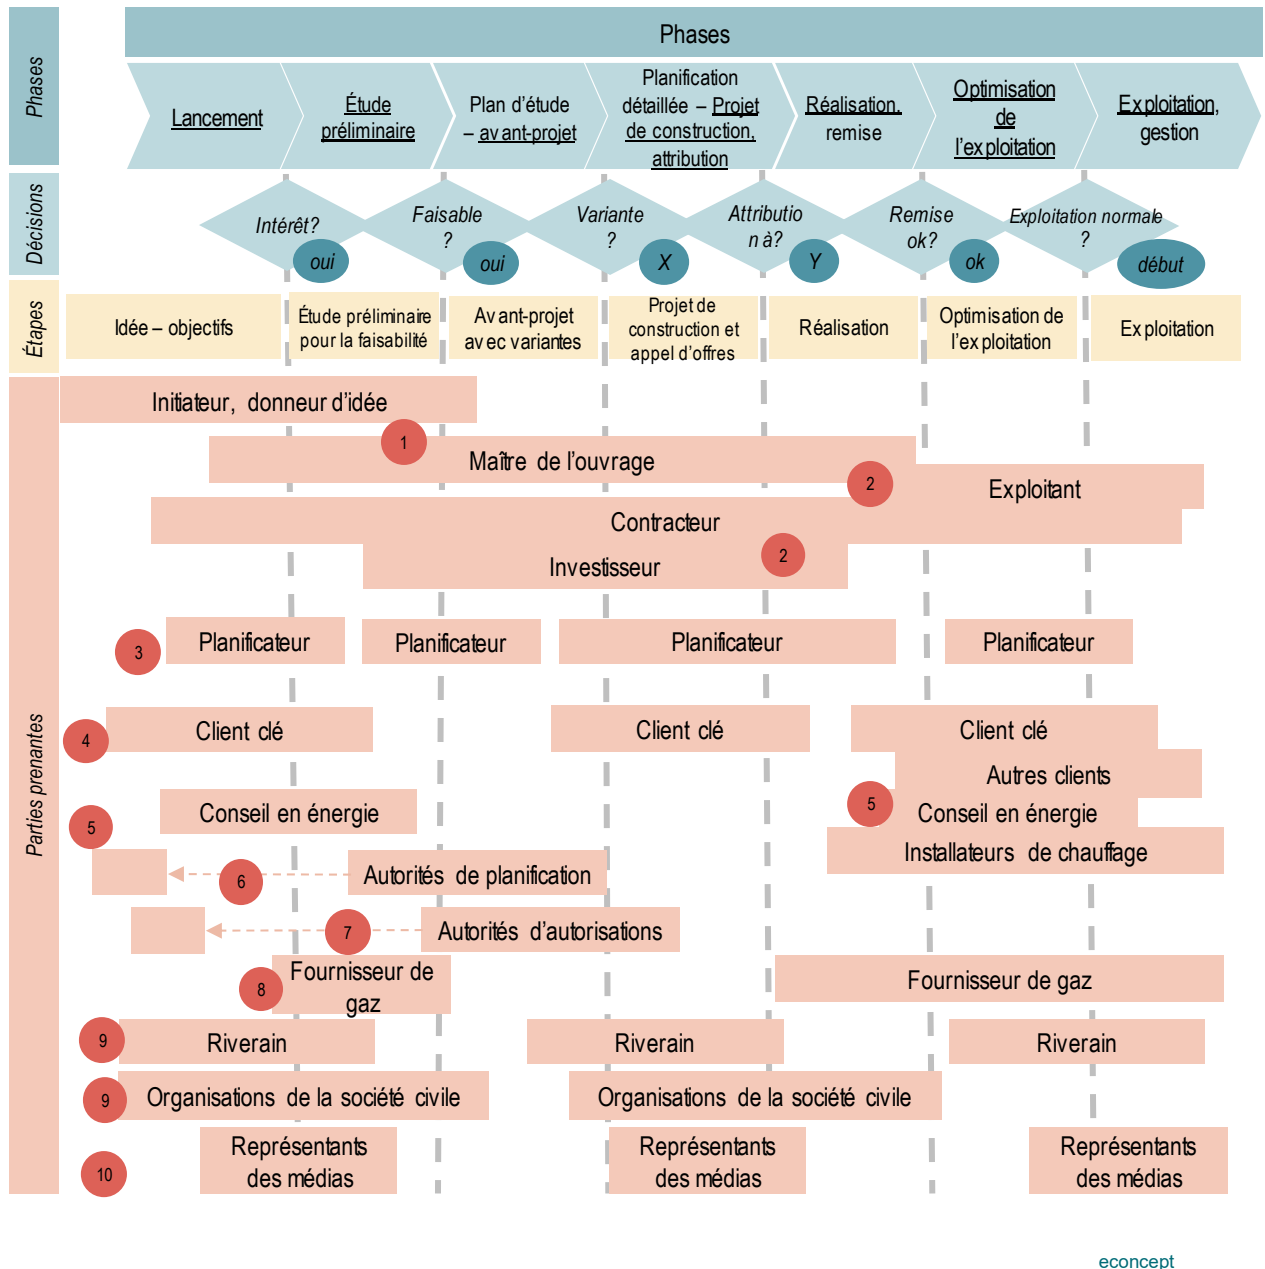 Phases
Phases
Lancement
Étude
préliminaire
Plan d'étude
– avant-projet
Planification
détaillée – Projet
de construction,
attribution
Réalisation,
remise
Optimisation
de
l'exploitation
Exploitation,
gestion
Décisions
Intérêt?
oui
Faisable
?
oui
Variante
?
X
Attributio
n à?
Y
Remise
ok?
ok
Exploitation normale
?
début
Étapes
Idée – objectifs
Étude préliminaire
pour la faisabilité
Avant-projet
avec variantes
Projet de
construction et
appel d'offres
Réalisation
Optimisation de
l'exploitation
Exploitation
Parties prenantes
Initiateur, donneur d'idée
1
Maître de l'ouvrage
2
Exploitant
Contracteur
2
Investisseur
3
Planificateur
Planificateur
Planificateur
Planificateur
4
Client clé
Client clé
Client clé
Autres clients
5
Conseil en énergie
5
Conseil en énergie
Installateurs de chauffage
6
Autorités de planification
7
Autorités d'autorisations
8
Fournisseur de
gaz
Fournisseur de gaz
9
Riverain
Riverain
Riverain
9
Organisations de la société civile
Organisations de la société civile
10
Représentants
des médias
Représentants
des médias
Représentants
des médias
econcept